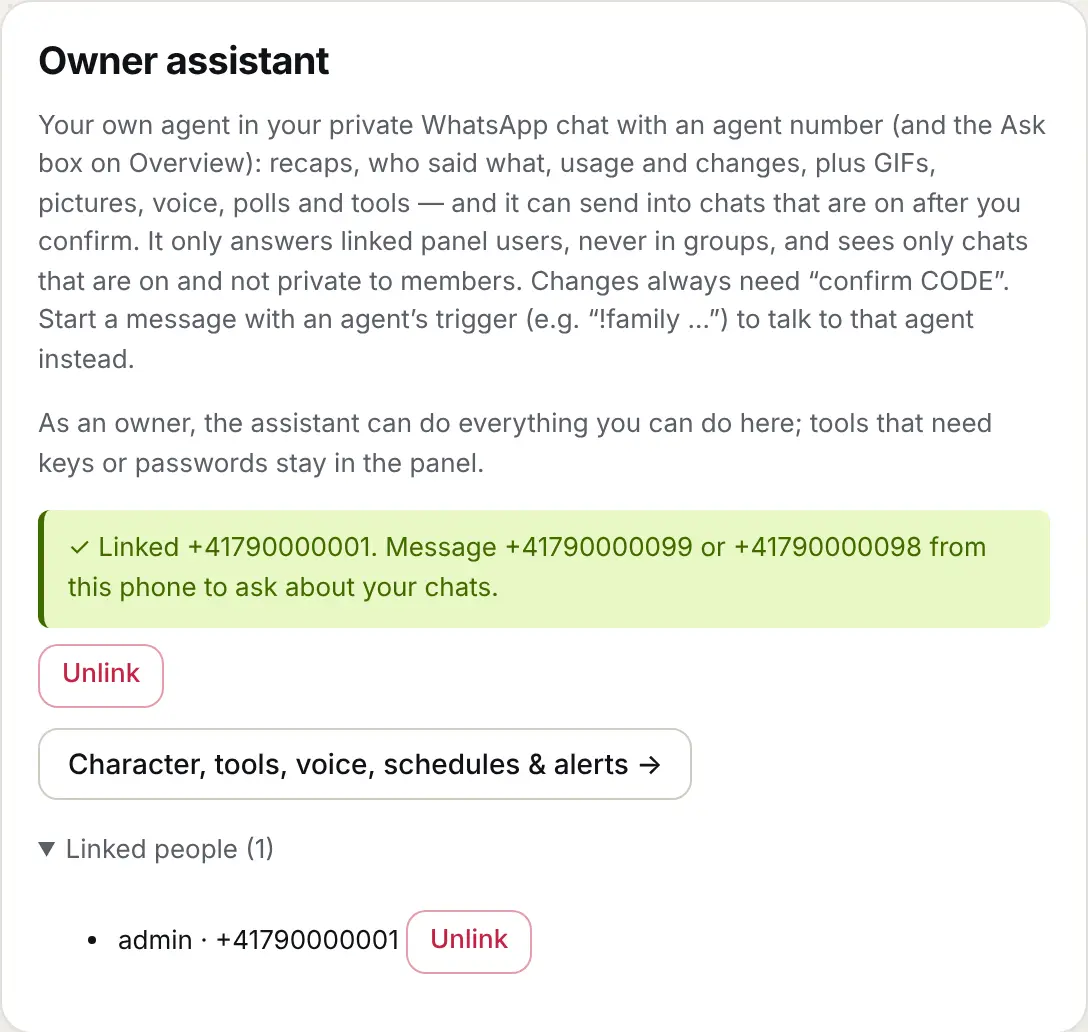 Owner assistant
Your own agent in your private WhatsApp chat with an agent number (and the Ask
box on Overview): recaps, who said what, usage and changes, plus GIFs,
pictures, voice, polls and tools — and it can send into chats that are on after you
confirm. It only answers linked panel users, never in groups, and sees only chats
that are on and not private to members. Changes always need “confirm CODE”.
Start a message with an agent’s trigger (e.g. “!family …”) to talk to that agent
instead.
As an owner, the assistant can do everything you can do here; tools that need
keys or passwords stay in the panel.
✓ Linked +41790000001. Message +41790000099 or +41790000098 from
this phone to ask about your chats.
Unlink
Character, tools, voice, schedules & alerts →
▼ Linked people (1)
• admin · +41790000001 Unlink